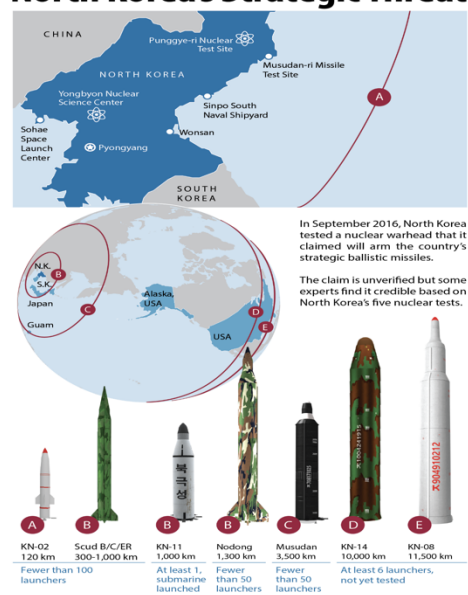 North Korea's Strategic Threat
CHINA
Punggye-ri Nuclear
Test Site
NORTH KOREA
Musudan-ri Missile
Test Site
Yongbyon Nuclear
Science Center
A
Sinpo South
Naval Shipyard
Sohae
Space
Launch
Center
Wonsan
Pyongyang
SOUTH
KOREA
In September 2016, North Korea
tested a nuclear warhead that it
claimed will arm the country's
strategic ballistic missiles.
The claim is unverified but some
experts find it credible based on
North Korea's five nuclear tests.
N.K.
B
S.K.
Japan
C
Guam
Alaska,
USA
D
E
USA
북극성
ㅈ1004241915
ㅈ904910212
A
B
B
B
C
D
E
KN-02
120 km
Scud B/C/ER
300-1,000 km
KN-11
1,000 km
Nodong
1,300 km
Musudan
3,500 km
KN-14
10,000 km
KN-08
11,500 km
Fewer than 100
launchers
At least 1,
submarine
launched
Fewer
than 50
launchers
Fewer
than 50
launchers
At least 6 launchers,
not yet tested